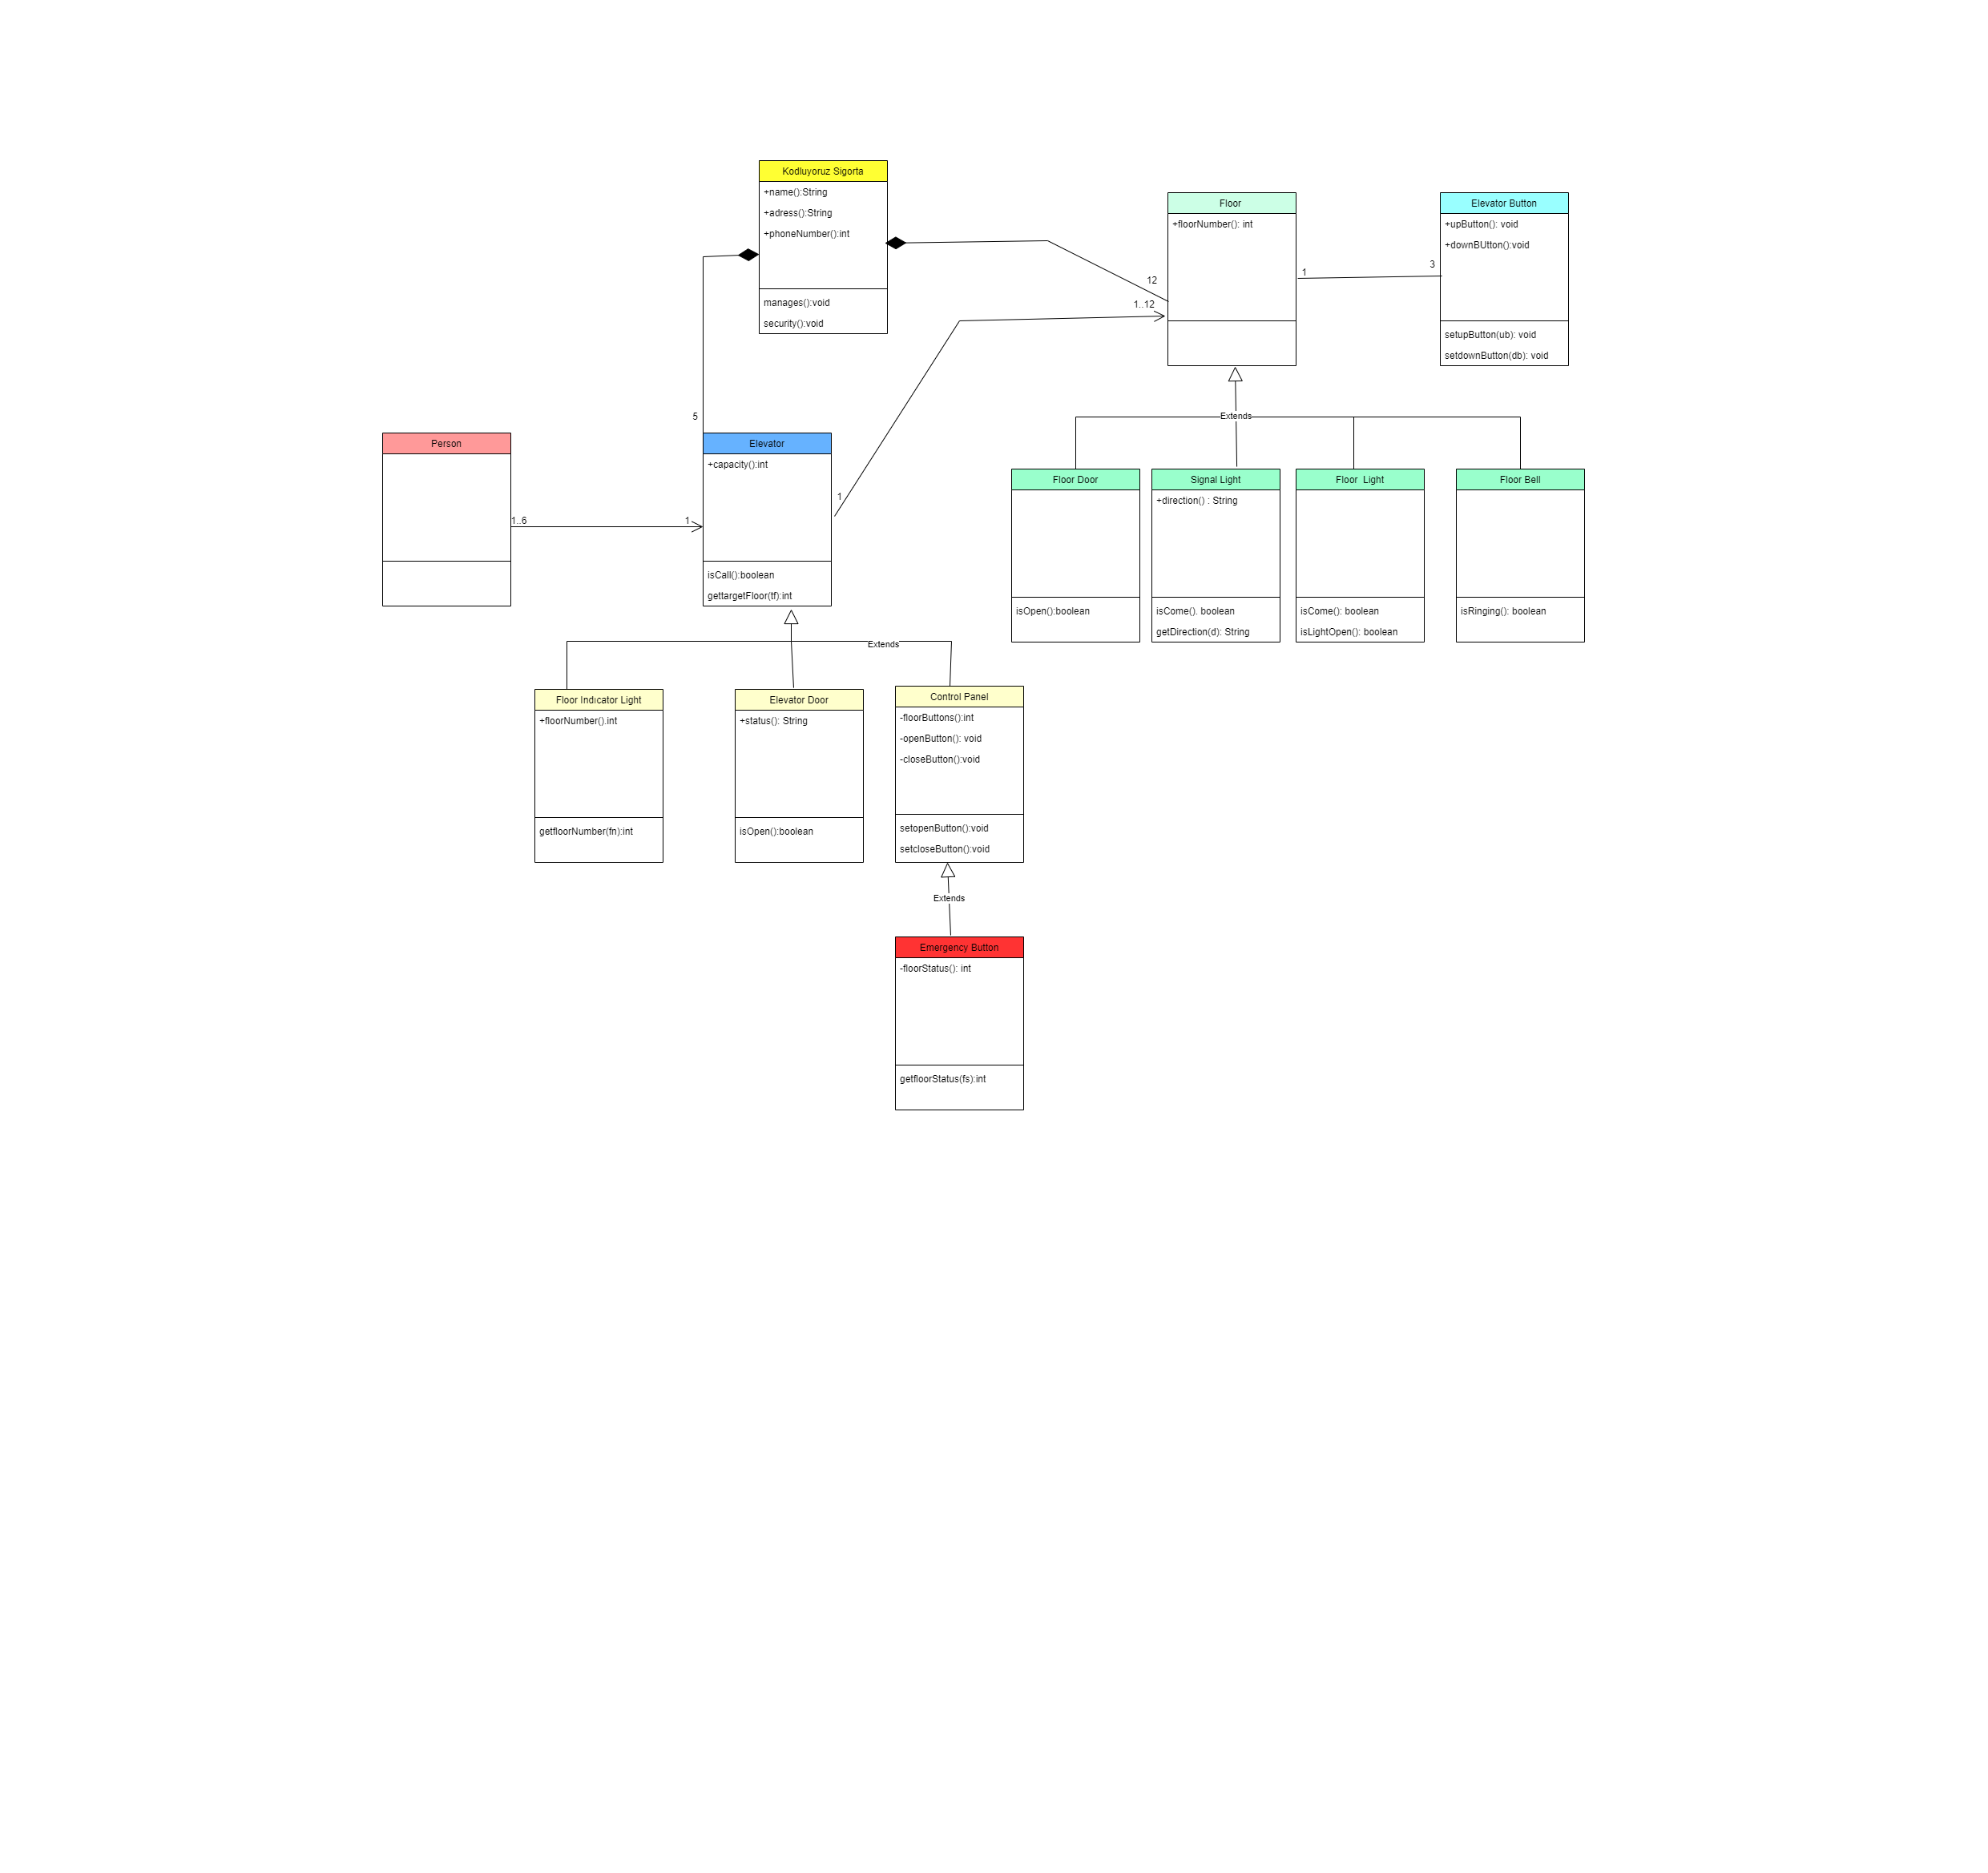 Kodluyoruz Sigorta
+name():String
+adress():String
+phoneNumber():int
manages():void
security():void
Floor
+floorNumber(): int
Elevator Button
+upButton(): void
+downBUtton():void
setupButton(ub): void
setdownButton(db): void
12
1..12
1
3
5
1
1..6
1
Person
Elevator
+capacity():int
isCall():boolean
gettargetFloor(tf):int
Extends
Floor Door
isOpen():boolean
Signal Light
+direction() : String
isCome(). boolean
getDirection(d): String
Floor  Light
isCome(): boolean
isLightOpen(): boolean
Floor Bell
isRinging(): boolean
Extends
Floor Indıcator Light
+floorNumber().int
getfloorNumber(fn):int
Elevator Door
+status(): String
isOpen():boolean
Control Panel
-floorButtons():int
-openButton(): void
-closeButton():void
setopenButton():void
setcloseButton():void
Extends
Emergency Button
-floorStatus(): int
getfloorStatus(fs):int